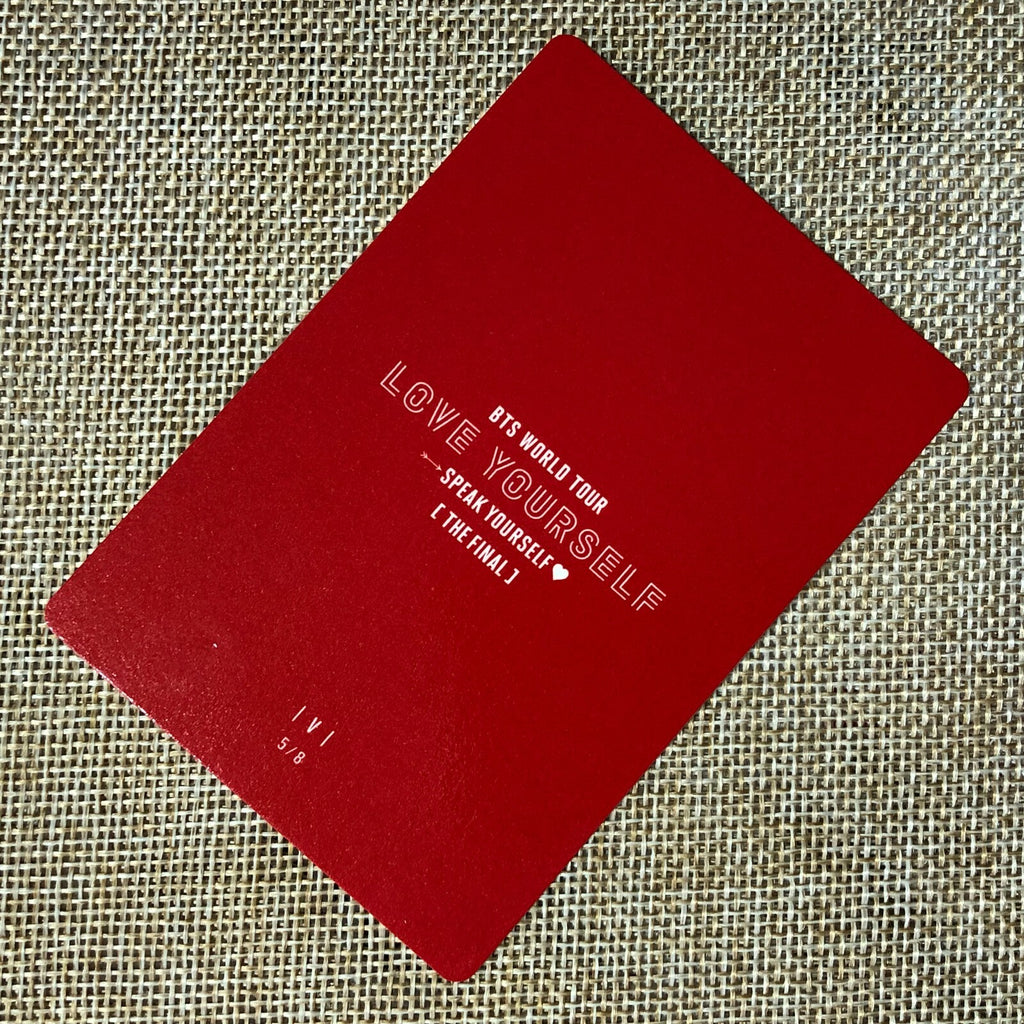 BTS WORLD TOUR
LOVE YOURSELF
SPEAK YOURSELF
[ THE FINAL ]
| V |
5/8